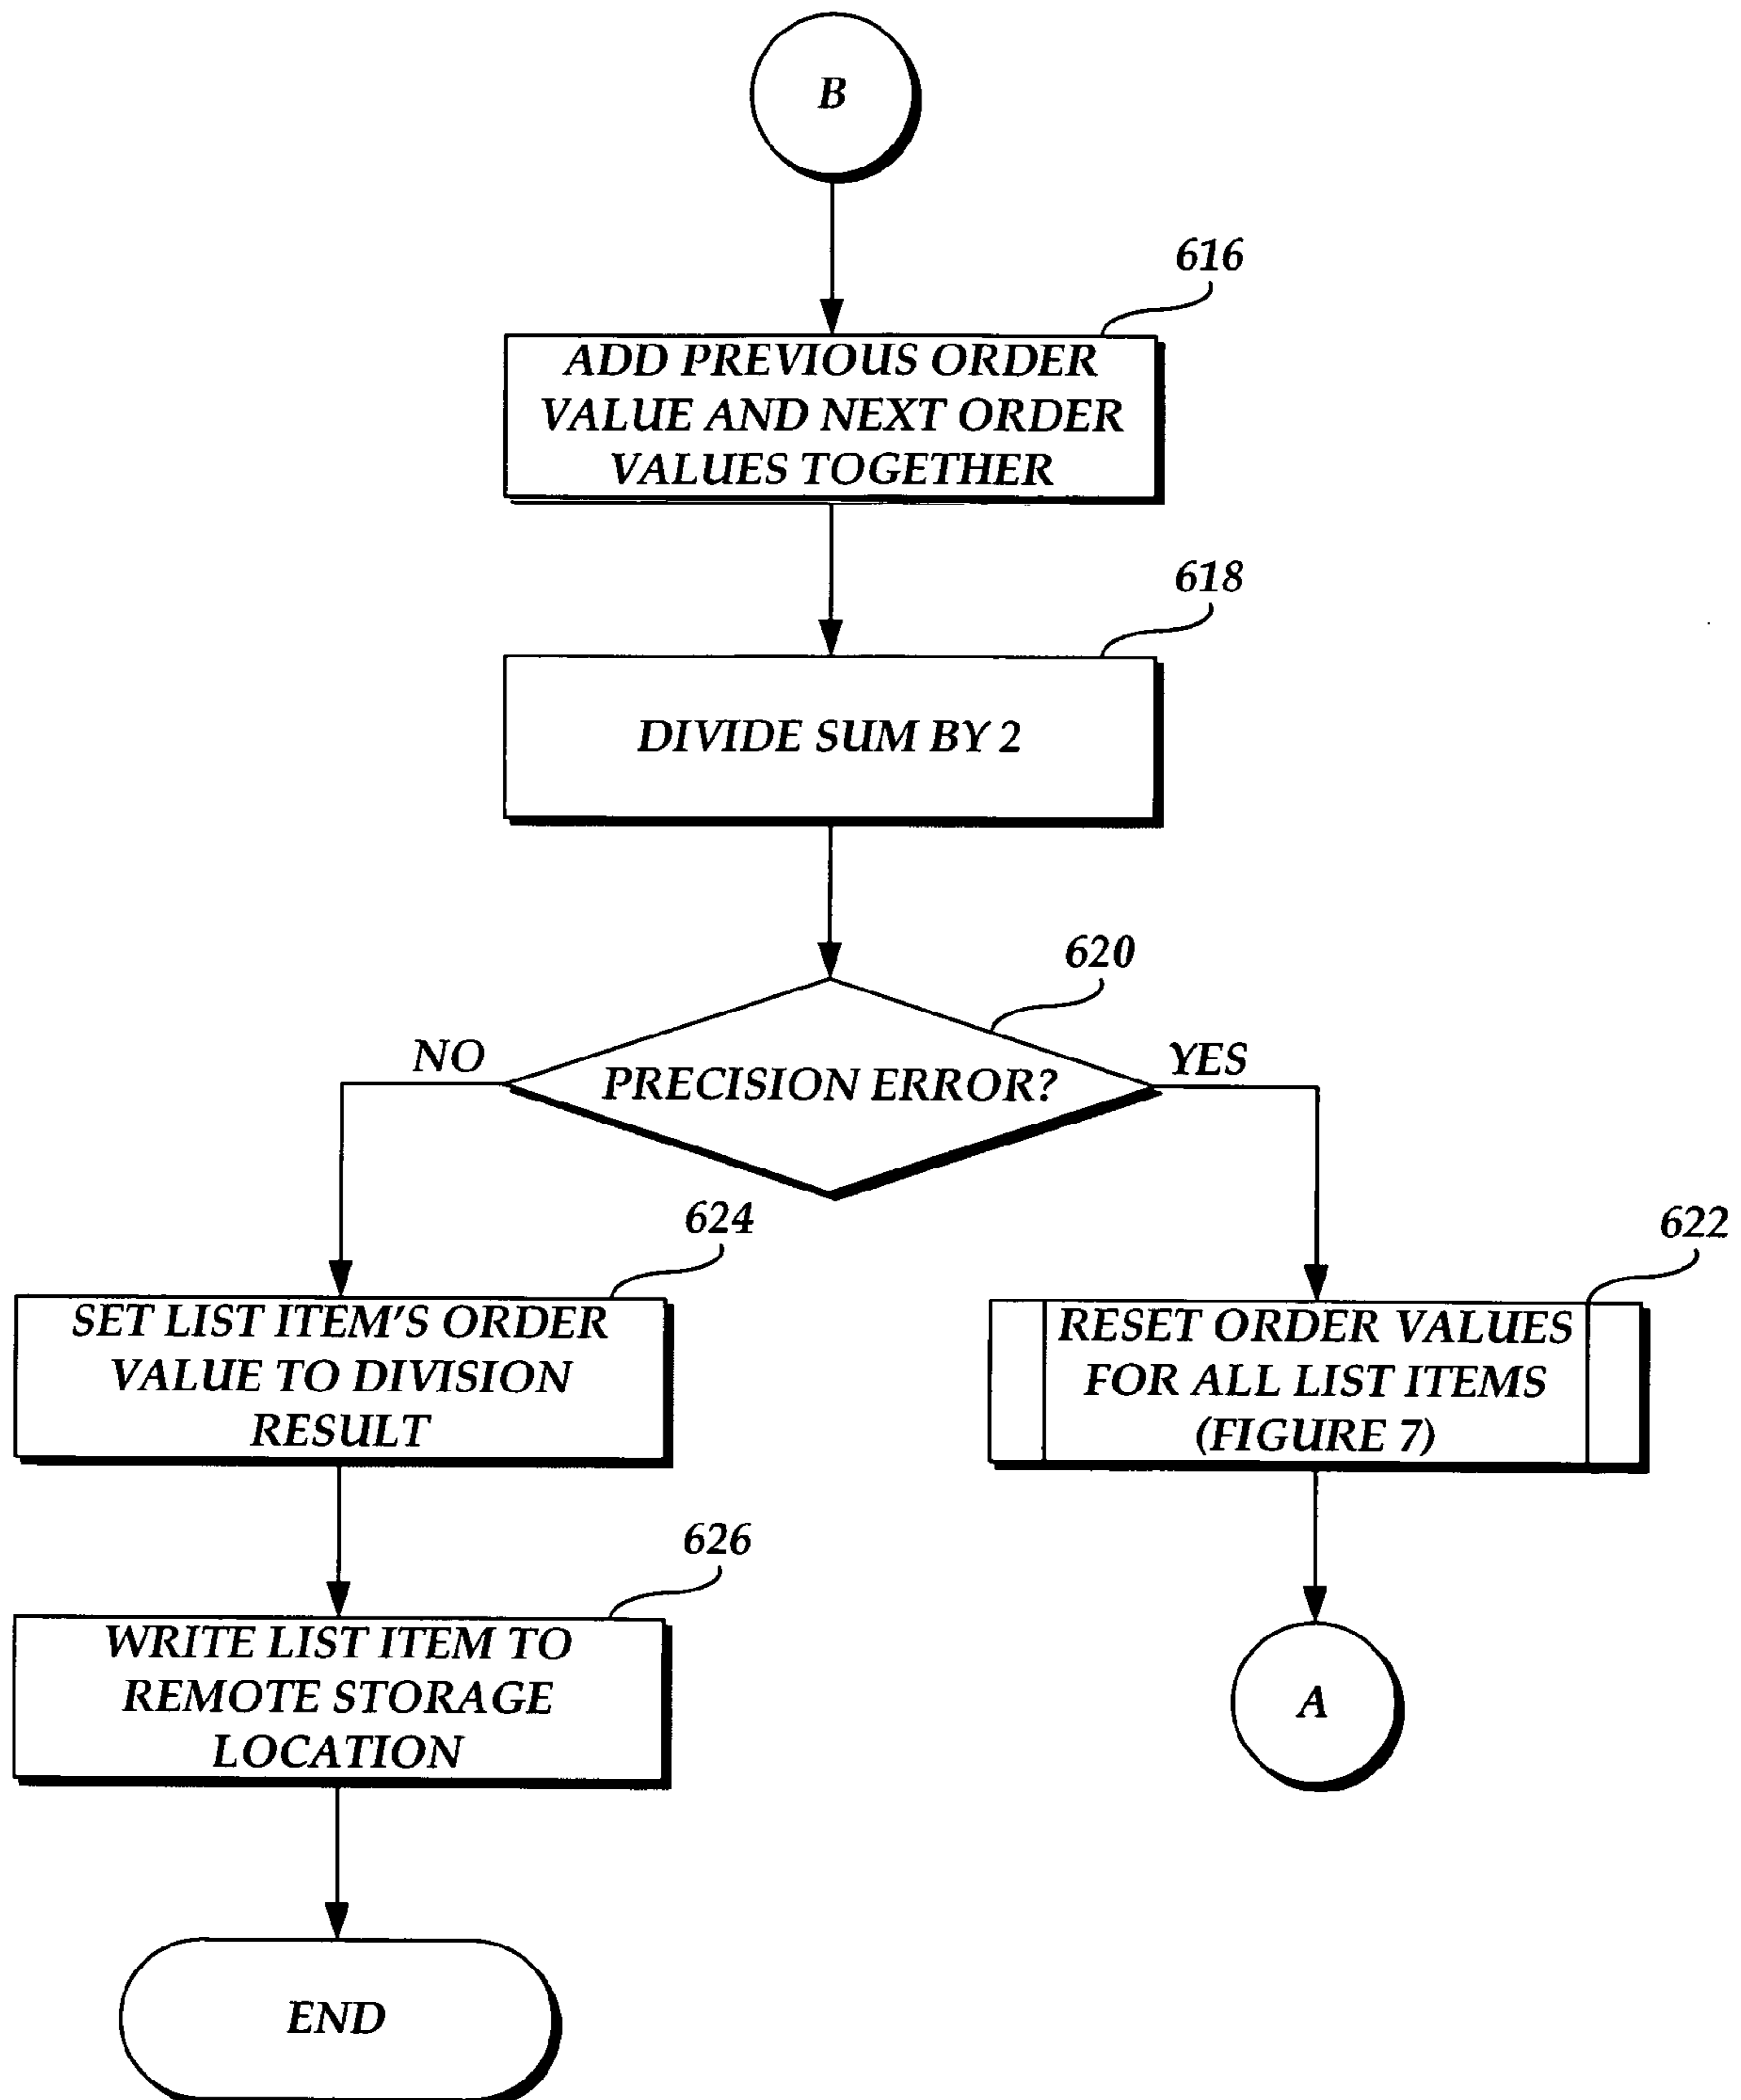 B
616
ADD PREVIOUS ORDER
VALUE AND NEXT ORDER
VALUES TOGETHER
618
DIVIDE SUM BY 2
620
NO
PRECISION ERROR?
YES
624
SET LIST ITEM'S ORDER
VALUE TO DIVISION
RESULT
622
RESET ORDER VALUES
FOR ALL LIST ITEMS
(FIGURE 7)
626
WRITE LIST ITEM TO
REMOTE STORAGE
LOCATION
A
END